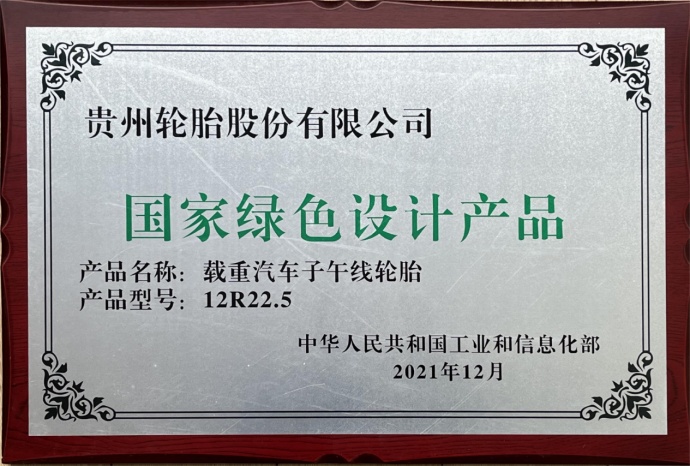 贵州轮胎股份有限公司
国家绿色设计产品
产品名称：载重汽车子午线轮胎
产品型号：12R22.5
中华人民共和国工业和信息化部
2021年12月